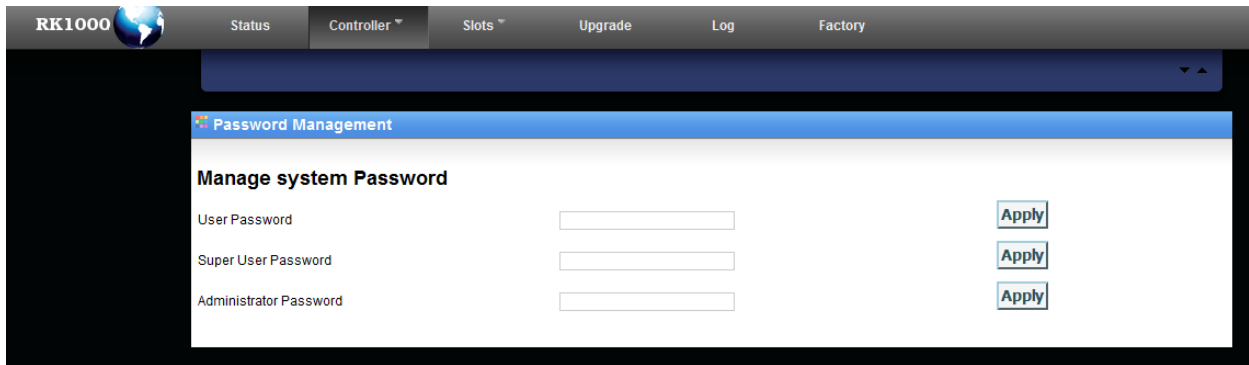 RK1000 Status Controller Slots Upgrade Log Factory
Password Management
Manage system Password
User Password Apply
Super User Password Apply
Administrator Password Apply